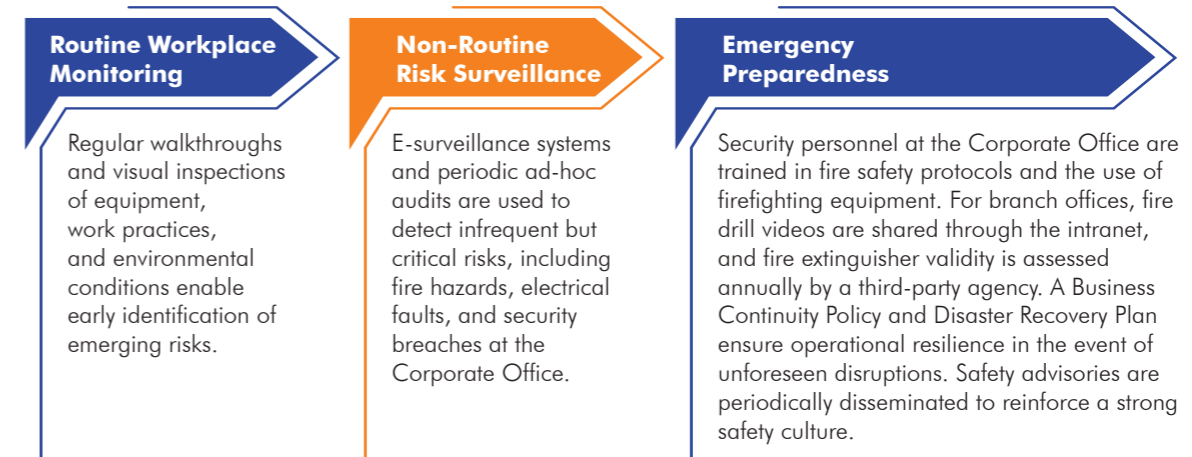 Routine Workplace
Monitoring
Regular walkthroughs
and visual inspections
of equipment,
work practices,
and environmental
conditions enable
early identification of
emerging risks.
Non-Routine
Risk Surveillance
E-surveillance systems
and periodic ad-hoc
audits are used to
detect infrequent but
critical risks, including
fire hazards, electrical
faults, and security
breaches at the
Corporate Office.
Emergency
Preparedness
Security personnel at the Corporate Office are
trained in fire safety protocols and the use of
firefighting equipment. For branch offices, fire
drill videos are shared through the intranet,
and fire extinguisher validity is assessed
annually by a third-party agency. A Business
Continuity Policy and Disaster Recovery Plan
ensure operational resilience in the event of
unforeseen disruptions. Safety advisories are
periodically disseminated to reinforce a strong
safety culture.